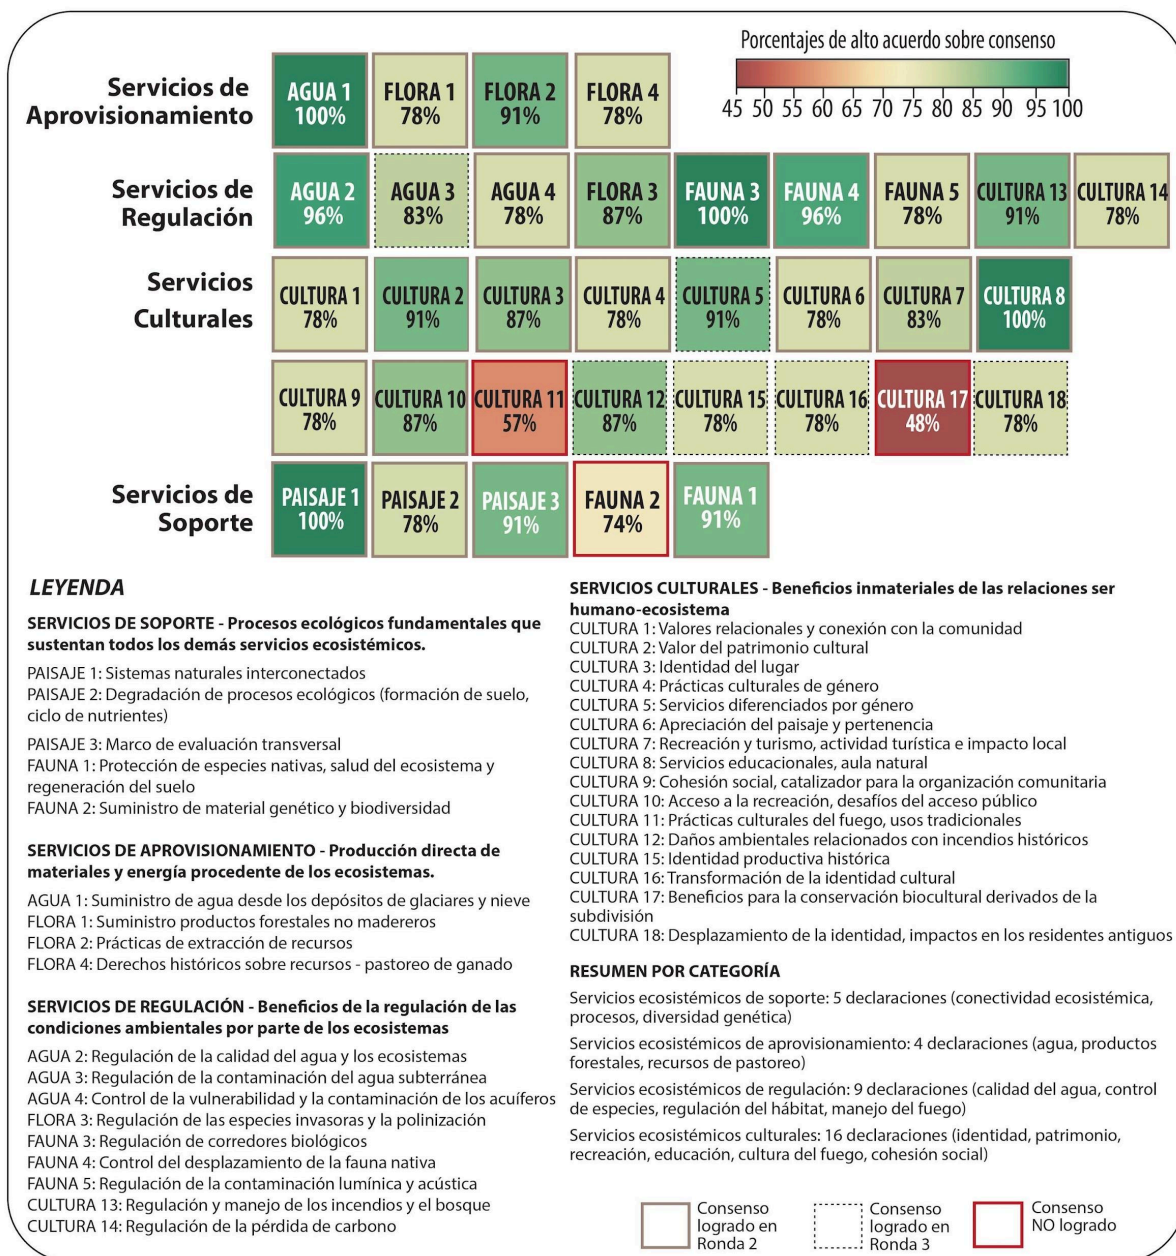 Porcentajes de alto acuerdo sobre consenso
45 50 55 60 65 70 75 80 85 90 95 100
Servicios de
Aprovisionamiento
AGUA 1
100%
FLORA 1
78%
FLORA 2
91%
FLORA 4
78%
Servicios de
Regulación
AGUA 2
96%
AGUA 3
83%
AGUA 4
78%
FLORA 3
87%
FAUNA 3
100%
FAUNA 4
96%
FAUNA 5
78%
CULTURA 13
91%
CULTURA 14
78%
Servicios
Culturales
CULTURA 1
78%
CULTURA 2
91%
CULTURA 3
87%
CULTURA 4
78%
CULTURA 5
91%
CULTURA 6
78%
CULTURA 7
83%
CULTURA 8
100%
CULTURA 9
78%
CULTURA 10
87%
CULTURA 11
57%
CULTURA 12
87%
CULTURA 15
78%
CULTURA 16
78%
CULTURA 17
48%
CULTURA 18
78%
Servicios de
Soporte
PAISAJE 1
100%
PAISAJE 2
78%
PAISAJE 3
91%
FAUNA 2
74%
FAUNA 1
91%
LEYENDA
SERVICIOS DE SOPORTE - Procesos ecológicos fundamentales que
sustentan todos los demás servicios ecosistémicos.
PAISAJE 1: Sistemas naturales interconectados
PAISAJE 2: Degradación de procesos ecológicos (formación de suelo,
ciclo de nutrientes)
PAISAJE 3: Marco de evaluación transversal
FAUNA 1: Protección de especies nativas, salud del ecosistema y
regeneración del suelo
FAUNA 2: Suministro de material genético y biodiversidad
SERVICIOS DE APROVISIONAMIENTO - Producción directa de
materiales y energía procedente de los ecosistemas.
AGUA 1: Suministro de agua desde los depósitos de glaciares y nieve
FLORA 1: Suministro productos forestales no madereros
FLORA 2: Prácticas de extracción de recursos
FLORA 4: Derechos históricos sobre recursos - pastoreo de ganado
SERVICIOS DE REGULACIÓN - Beneficios de la regulación de las
condiciones ambientales por parte de los ecosistemas
AGUA 2: Regulación de la calidad del agua y los ecosistemas
AGUA 3: Regulación de la contaminación del agua subterránea
AGUA 4: Control de la vulnerabilidad y la contaminación de los acuíferos
FLORA 3: Regulación de las especies invasoras y la polinización
FAUNA 3: Regulación de corredores biológicos
FAUNA 4: Control del desplazamiento de la fauna nativa
FAUNA 5: Regulación de la contaminación lumínica y acústica
CULTURA 13: Regulación y manejo de los incendios y el bosque
CULTURA 14: Regulación de la pérdida de carbono
SERVICIOS CULTURALES - Beneficios inmateriales de las relaciones ser
humano-ecosistema
CULTURA 1: Valores relacionales y conexión con la comunidad
CULTURA 2: Valor del patrimonio cultural
CULTURA 3: Identidad del lugar
CULTURA 4: Prácticas culturales de género
CULTURA 5: Servicios diferenciados por género
CULTURA 6: Apreciación del paisaje y pertenencia
CULTURA 7: Recreación y turismo, actividad turística e impacto local
CULTURA 8: Servicios educacionales, aula natural
CULTURA 9: Cohesión social, catalizador para la organización comunitaria
CULTURA 10: Acceso a la recreación, desafíos del acceso público
CULTURA 11: Prácticas culturales del fuego, usos tradicionales
CULTURA 12: Daños ambientales relacionados con incendios históricos
CULTURA 15: Identidad productiva histórica
CULTURA 16: Transformación de la identidad cultural
CULTURA 17: Beneficios para la conservación biocultural derivados de la
subdivisión
CULTURA 18: Desplazamiento de la identidad, impactos en los residentes antiguos
RESUMEN POR CATEGORÍA
Servicios ecosistémicos de soporte: 5 declaraciones (conectividad ecosistémica,
procesos, diversidad genética)
Servicios ecosistémicos de aprovisionamiento: 4 declaraciones (agua, productos
forestales, recursos de pastoreo)
Servicios ecosistémicos de regulación: 9 declaraciones (calidad del agua, control
de especies, regulación del hábitat, manejo del fuego)
Servicios ecosistémicos culturales: 16 declaraciones (identidad, patrimonio,
recreación, educación, cultura del fuego, cohesión social)
Consenso
logrado en
Ronda 2
Consenso
logrado en
Ronda 3
Consenso
NO logrado